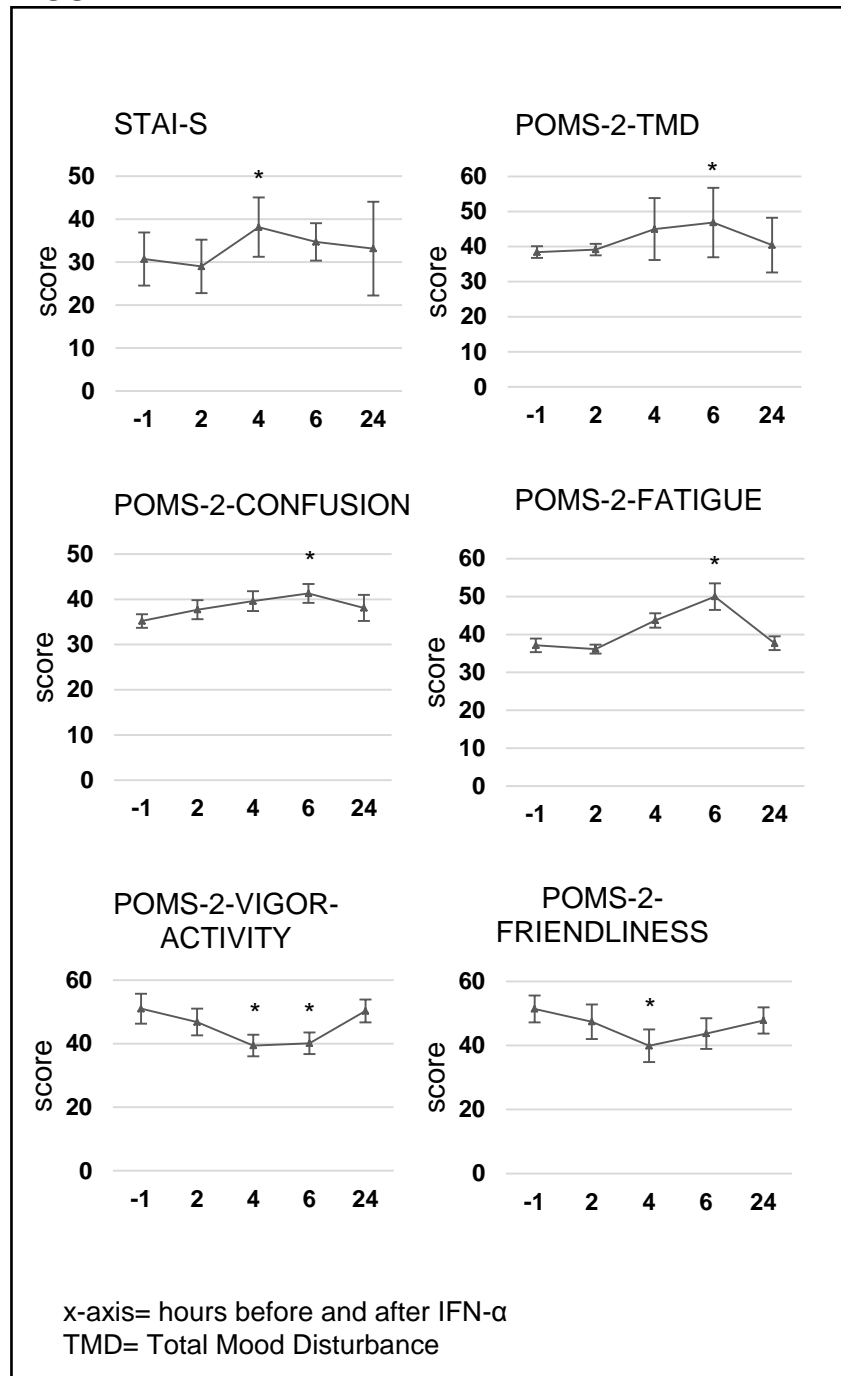 STAI-S
*
50
40
30
20
10
0
score
-1 2 4 6 24
POMS-2-TMD
*
60
50
40
30
20
10
0
score
-1 2 4 6 24
POMS-2-CONFUSION
*
50
40
30
20
10
0
score
-1 2 4 6 24
POMS-2-FATIGUE
*
60
50
40
30
20
10
0
score
-1 2 4 6 24
POMS-2-VIGOR-
ACTIVITY
* *
60
40
20
0
score
-1 2 4 6 24
POMS-2-
FRIENDLINESS
*
60
40
20
0
score
-1 2 4 6 24
x-axis= hours before and after IFN-α
TMD= Total Mood Disturbance